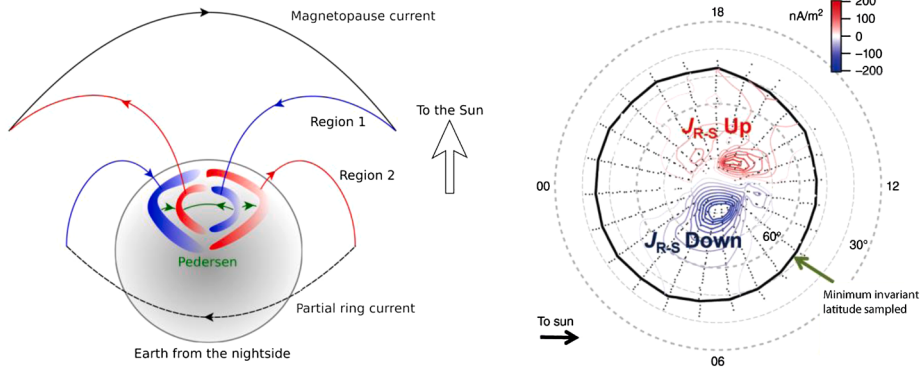 Magnetopause current
Region 1
To the Sun
Region 2
Pedersen
Partial ring current
Earth from the nightside
nA/m²
200
100
0
−100
−200
18
J_R-S Up
00
12
J_R-S Down
60º
30º
Minimum invariant
latitude sampled
To sun
06